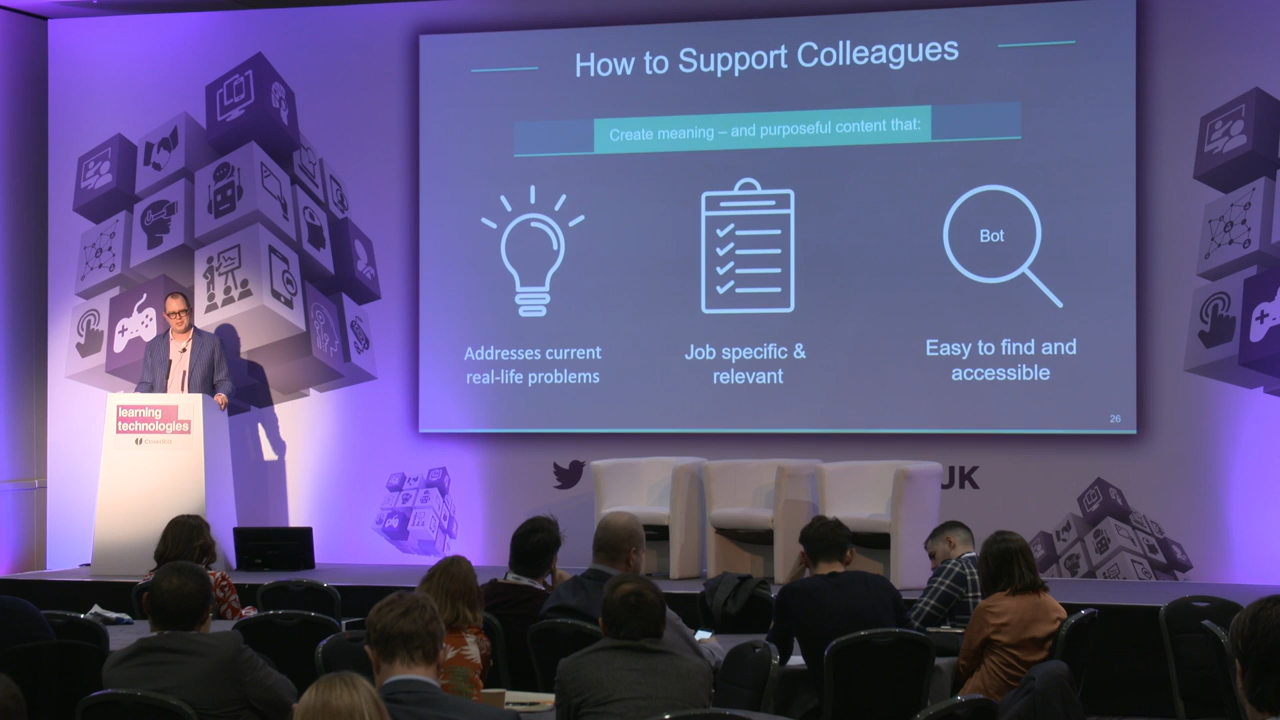 How to Support Colleagues
Create meaning – and purposeful content that:
Bot
Addresses current
real-life problems
Job specific &
relevant
Easy to find and
accessible
26
learning
technologies
UK